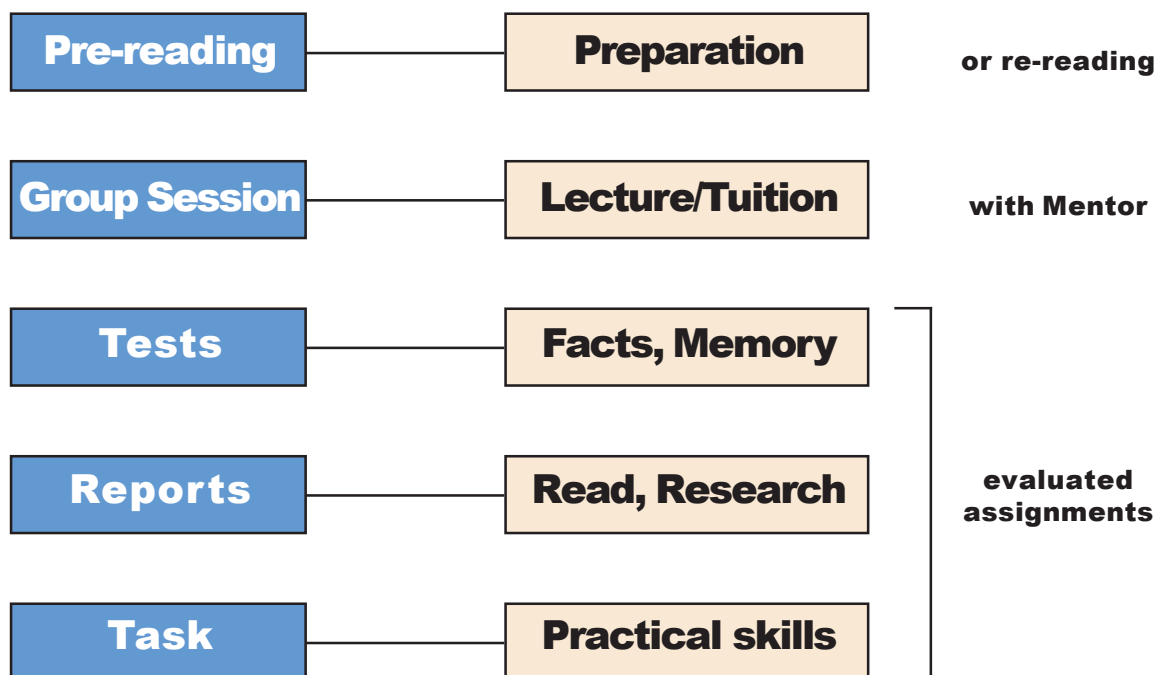 Pre-reading Preparation or re-reading
Group Session Lecture/Tuition with Mentor
Tests Facts, Memory
Reports Read, Research evaluated
assignments
Task Practical skills